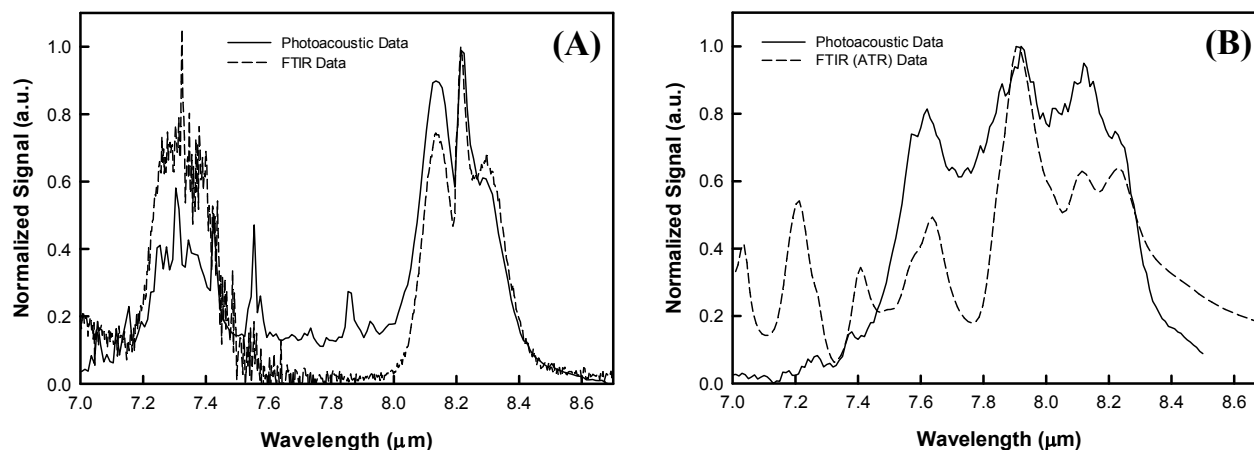 (A)
Photoacoustic Data
FTIR Data
Normalized Signal (a.u.)
1.0
0.8
0.6
0.4
0.2
0.0
7.0 7.2 7.4 7.6 7.8 8.0 8.2 8.4 8.6
Wavelength (μm)
(B)
Photoacoustic Data
FTIR (ATR) Data
Normalized Signal (a.u.)
1.0
0.8
0.6
0.4
0.2
0.0
7.0 7.2 7.4 7.6 7.8 8.0 8.2 8.4 8.6
Wavelength (μm)